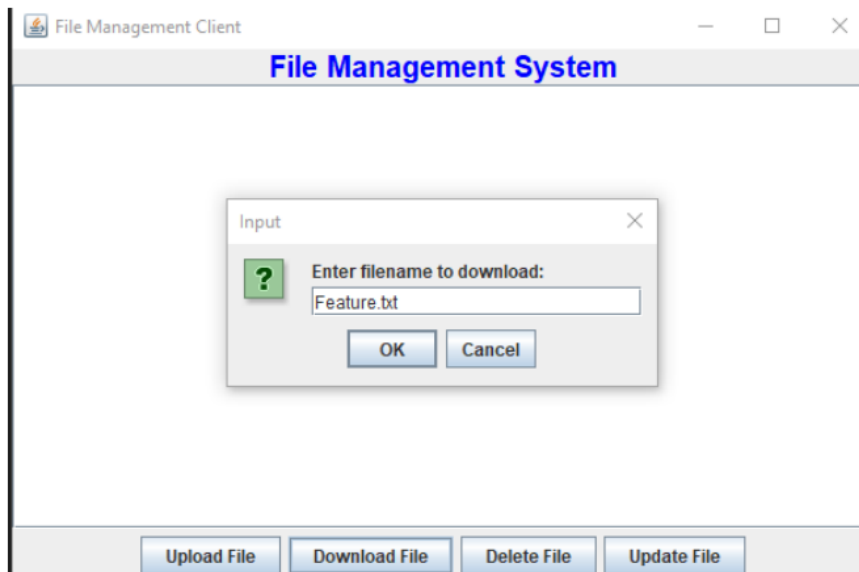 File Management Client
File Management System
Input
?
Enter filename to download:
Feature.txt
OK Cancel
Upload File Download File Delete File Update File